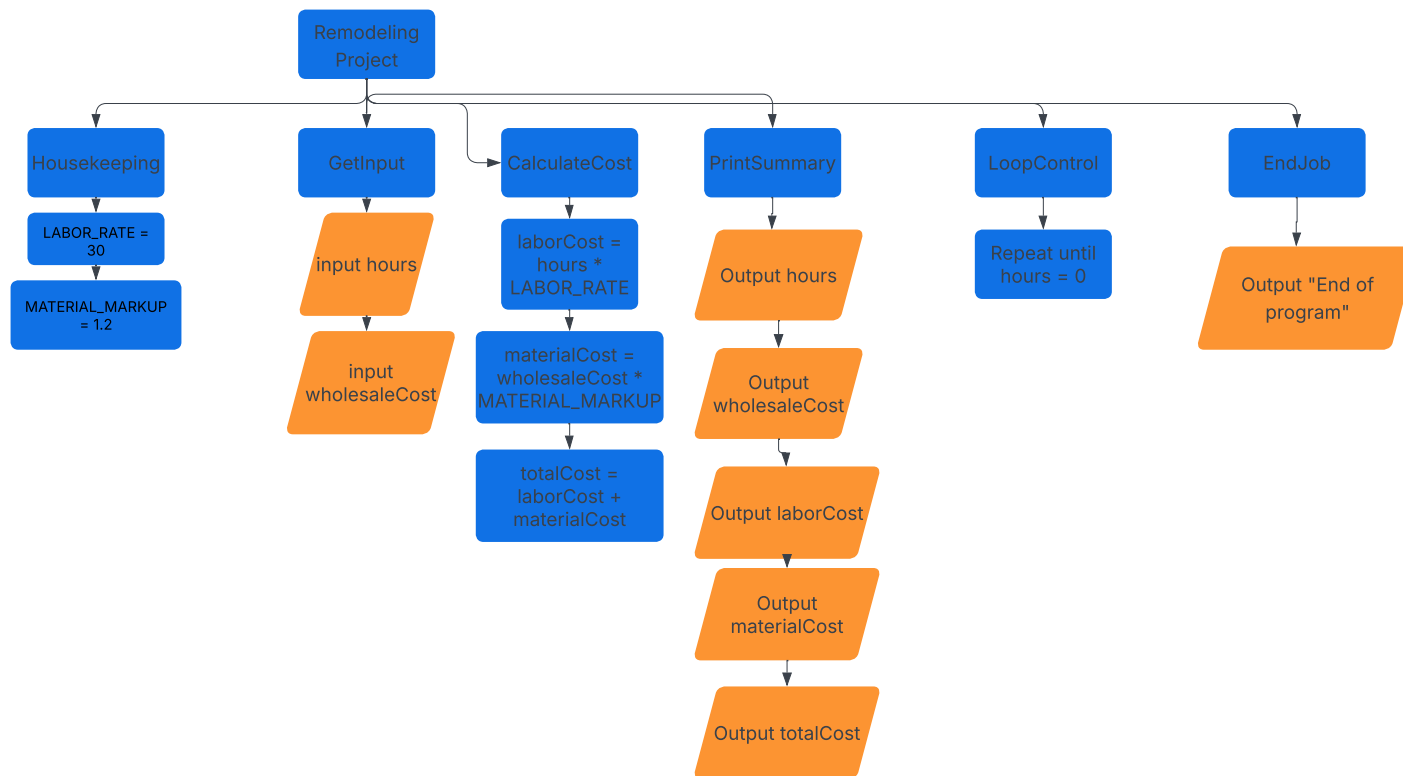 Remodeling
Project
Housekeeping
LABOR_RATE =
30
MATERIAL_MARKUP
= 1.2
GetInput
input hours
input
wholesaleCost
CalculateCost
laborCost =
hours *
LABOR_RATE
materialCost =
wholesaleCost *
MATERIAL_MARKUP
totalCost =
laborCost +
materialCost
PrintSummary
Output hours
Output
wholesaleCost
Output laborCost
Output
materialCost
Output totalCost
LoopControl
Repeat until
hours = 0
EndJob
Output "End of
program"